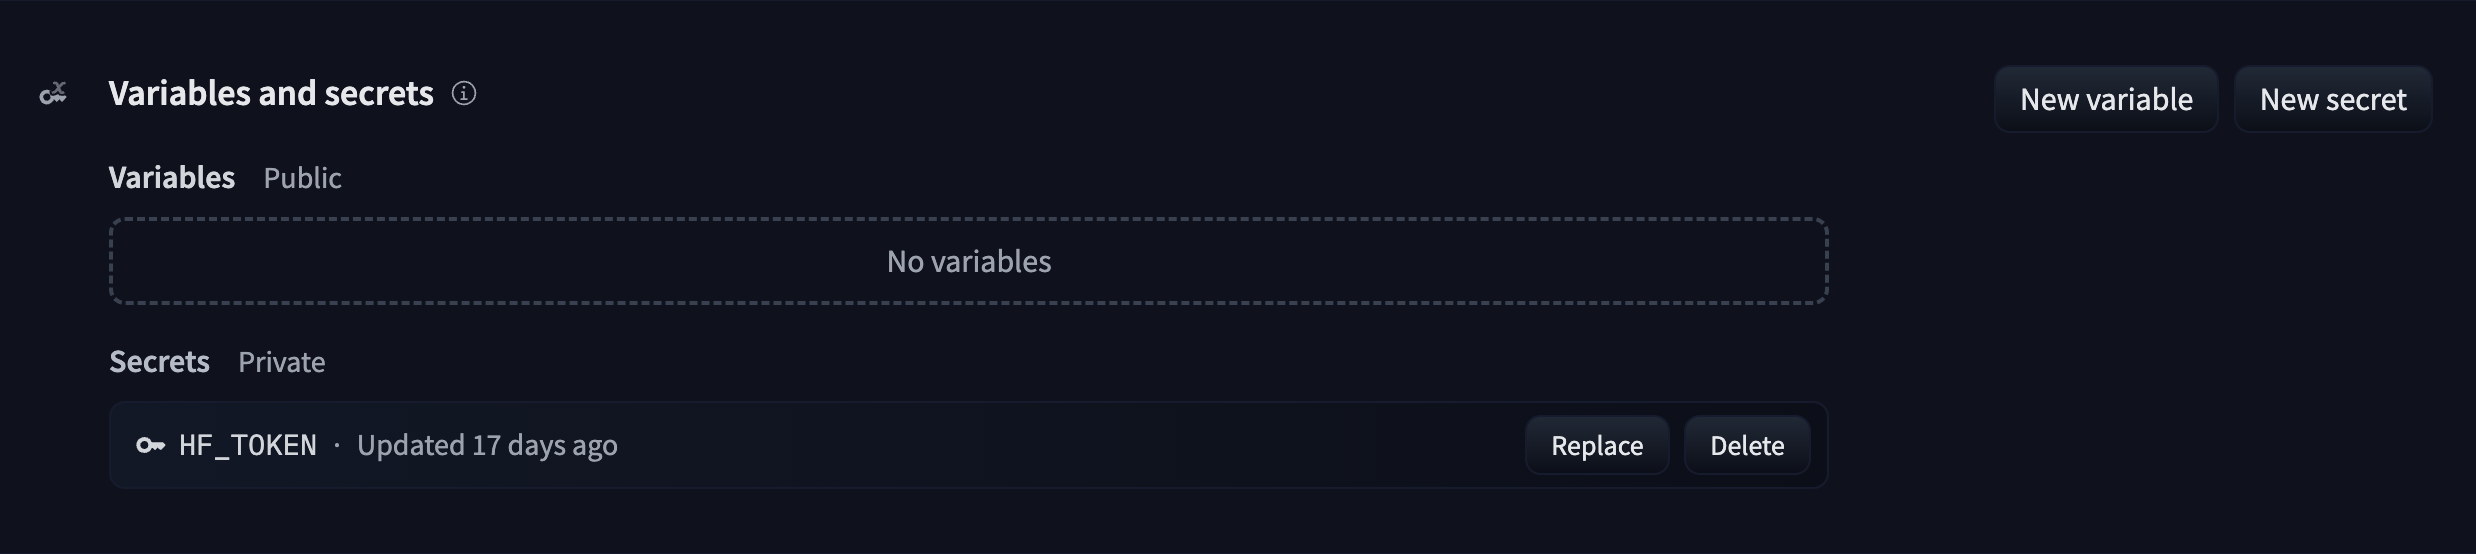 Variables and secrets
New variable
New secret
Variables Public
No variables
Secrets Private
HF_TOKEN · Updated 17 days ago
Replace
Delete